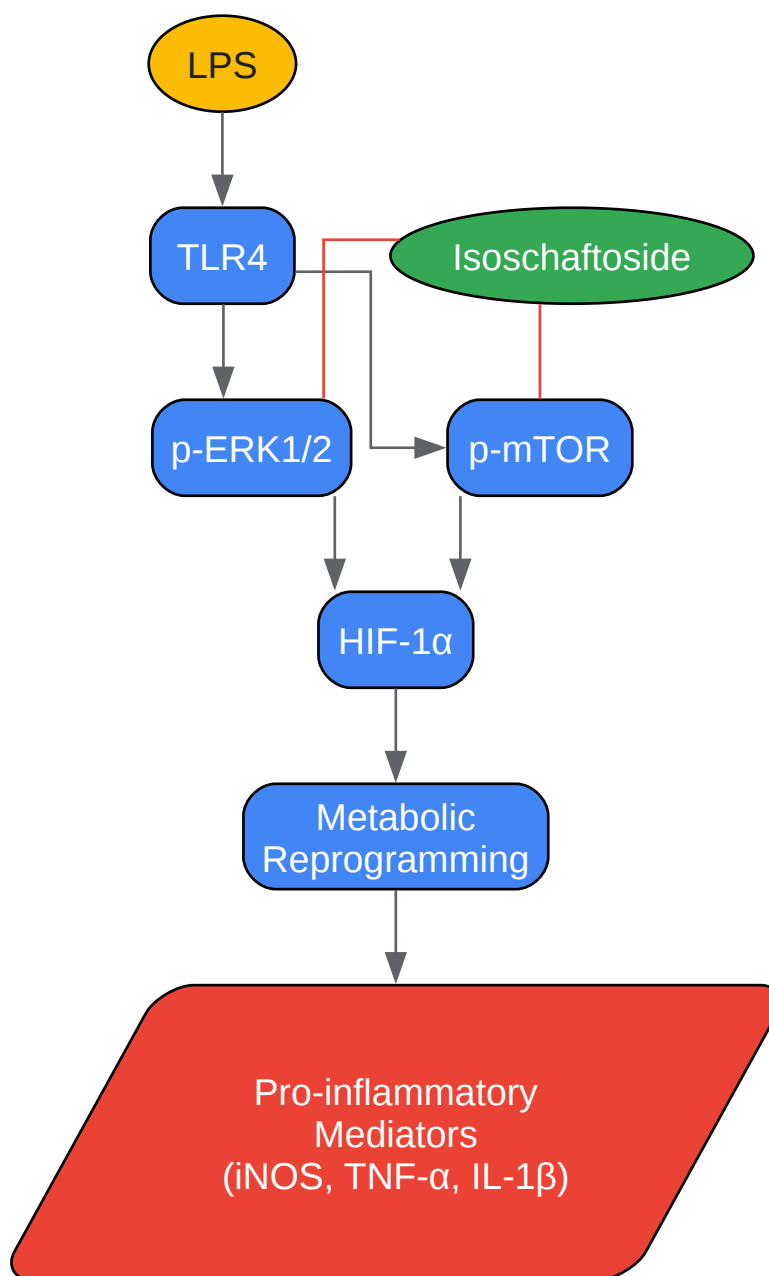 LPS
TLR4
Isoschaftoside
p-ERK1/2
p-mTOR
HIF-1α
Metabolic
Reprogramming
Pro-inflammatory
Mediators
(iNOS, TNF-α, IL-1β)